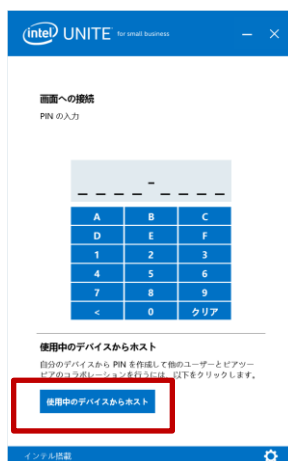 intel UNITE for small business
画面への接続
PIN の入力
_ _ _ _ - _ _ _ _
A B C
D E F
1 2 3
4 5 6
7 8 9
< 0 クリア
使用中のデバイスからホスト
自分のデバイスから PIN を作成して他のユーザーとピアツー
ピアのコラボレーションを行うには、以下をクリックします。
使用中のデバイスからホスト
インテル搭載